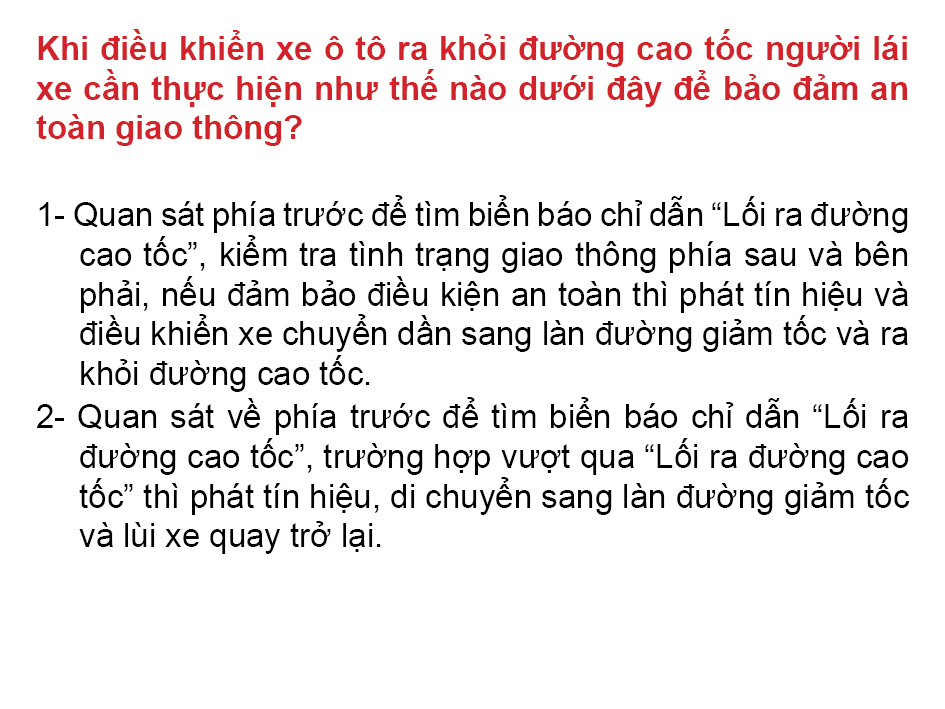 Khi điều khiển xe ô tô ra khỏi đường cao tốc người lái
xe cần thực hiện như thế nào dưới đây để bảo đảm an
toàn giao thông?
1- Quan sát phía trước để tìm biển báo chỉ dẫn “Lối ra đường
cao tốc”, kiểm tra tình trạng giao thông phía sau và bên
phải, nếu đảm bảo điều kiện an toàn thì phát tín hiệu và
điều khiển xe chuyển dần sang làn đường giảm tốc và ra
khỏi đường cao tốc.
2- Quan sát về phía trước để tìm biển báo chỉ dẫn “Lối ra
đường cao tốc”, trường hợp vượt qua “Lối ra đường cao
tốc” thì phát tín hiệu, di chuyển sang làn đường giảm tốc
và lùi xe quay trở lại.